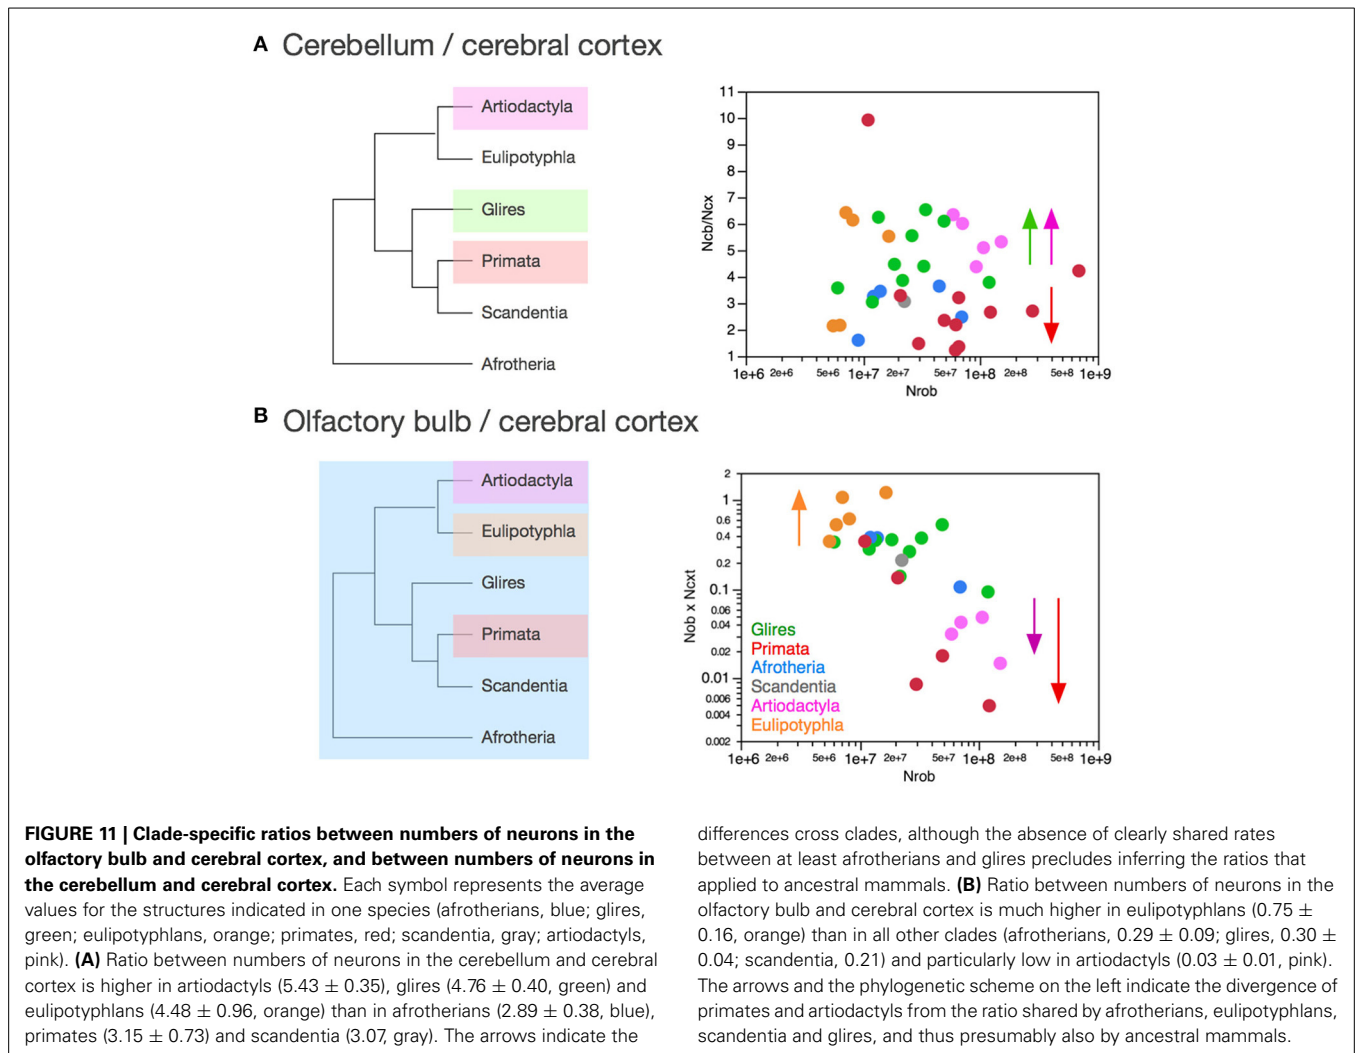 A Cerebellum / cerebral cortex
Artiodactyla
Eulipotyphla
Glires
Primata
Scandentia
Afrotheria
11
10
9
8
7
6
5
4
3
2
1
Ncb/Ncx
1e+6 2e+6 5e+6 1e+7 2e+7 5e+7 1e+8 2e+8 5e+8 1e+9
Nrob
B Olfactory bulb / cerebral cortex
Artiodactyla
Eulipotyphla
Glires
Primata
Scandentia
Afrotheria
2
1
0.6
0.4
0.2
0.1
0.06
0.04
0.02
0.01
0.006
0.004
0.002
Nob x Ncxt
Glires
Primata
Afrotheria
Scandentia
Artiodactyla
Eulipotyphla
1e+6 2e+6 5e+6 1e+7 2e+7 5e+7 1e+8 2e+8 5e+8 1e+9
Nrob
FIGURE 11 | Clade-specific ratios between numbers of neurons in the
olfactory bulb and cerebral cortex, and between numbers of neurons in
the cerebellum and cerebral cortex. Each symbol represents the average
values for the structures indicated in one species (afrotherians, blue; glires,
green; eulipotyphlans, orange; primates, red; scandentia, gray; artiodactyls,
pink). (A) Ratio between numbers of neurons in the cerebellum and cerebral
cortex is higher in artiodactyls (5.43 ± 0.35), glires (4.76 ± 0.40, green) and
eulipotyphlans (4.48 ± 0.96, orange) than in afrotherians (2.89 ± 0.38, blue),
primates (3.15 ± 0.73) and scandentia (3.07, gray). The arrows indicate the
differences cross clades, although the absence of clearly shared rates
between at least afrotherians and glires precludes inferring the ratios that
applied to ancestral mammals. (B) Ratio between numbers of neurons in the
olfactory bulb and cerebral cortex is much higher in eulipotyphlans (0.75 ±
0.16, orange) than in all other clades (afrotherians, 0.29 ± 0.09; glires, 0.30 ±
0.04; scandentia, 0.21) and particularly low in artiodactyls (0.03 ± 0.01, pink).
The arrows and the phylogenetic scheme on the left indicate the divergence of
primates and artiodactyls from the ratio shared by afrotherians, eulipotyphlans,
scandentia and glires, and thus presumably also by ancestral mammals.